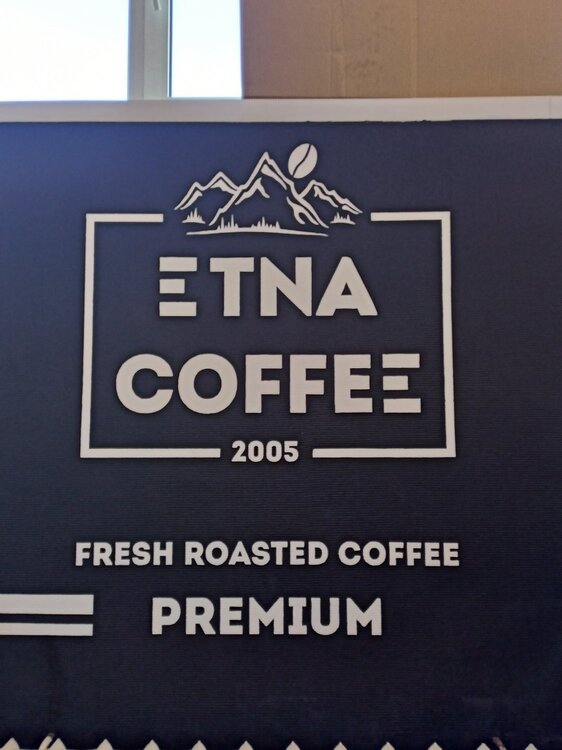 ETNA
COFFEE
2005
FRESH ROASTED COFFEE
PREMIUM